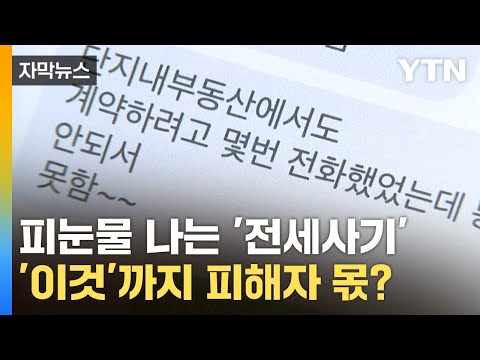 자막뉴스
YTN
단지내부동산에서도
계약하려고 몇번 전화했었는데
안되서
못함~~
피눈물 나는 '전세사기'
'이것'까지 피해자 몫?